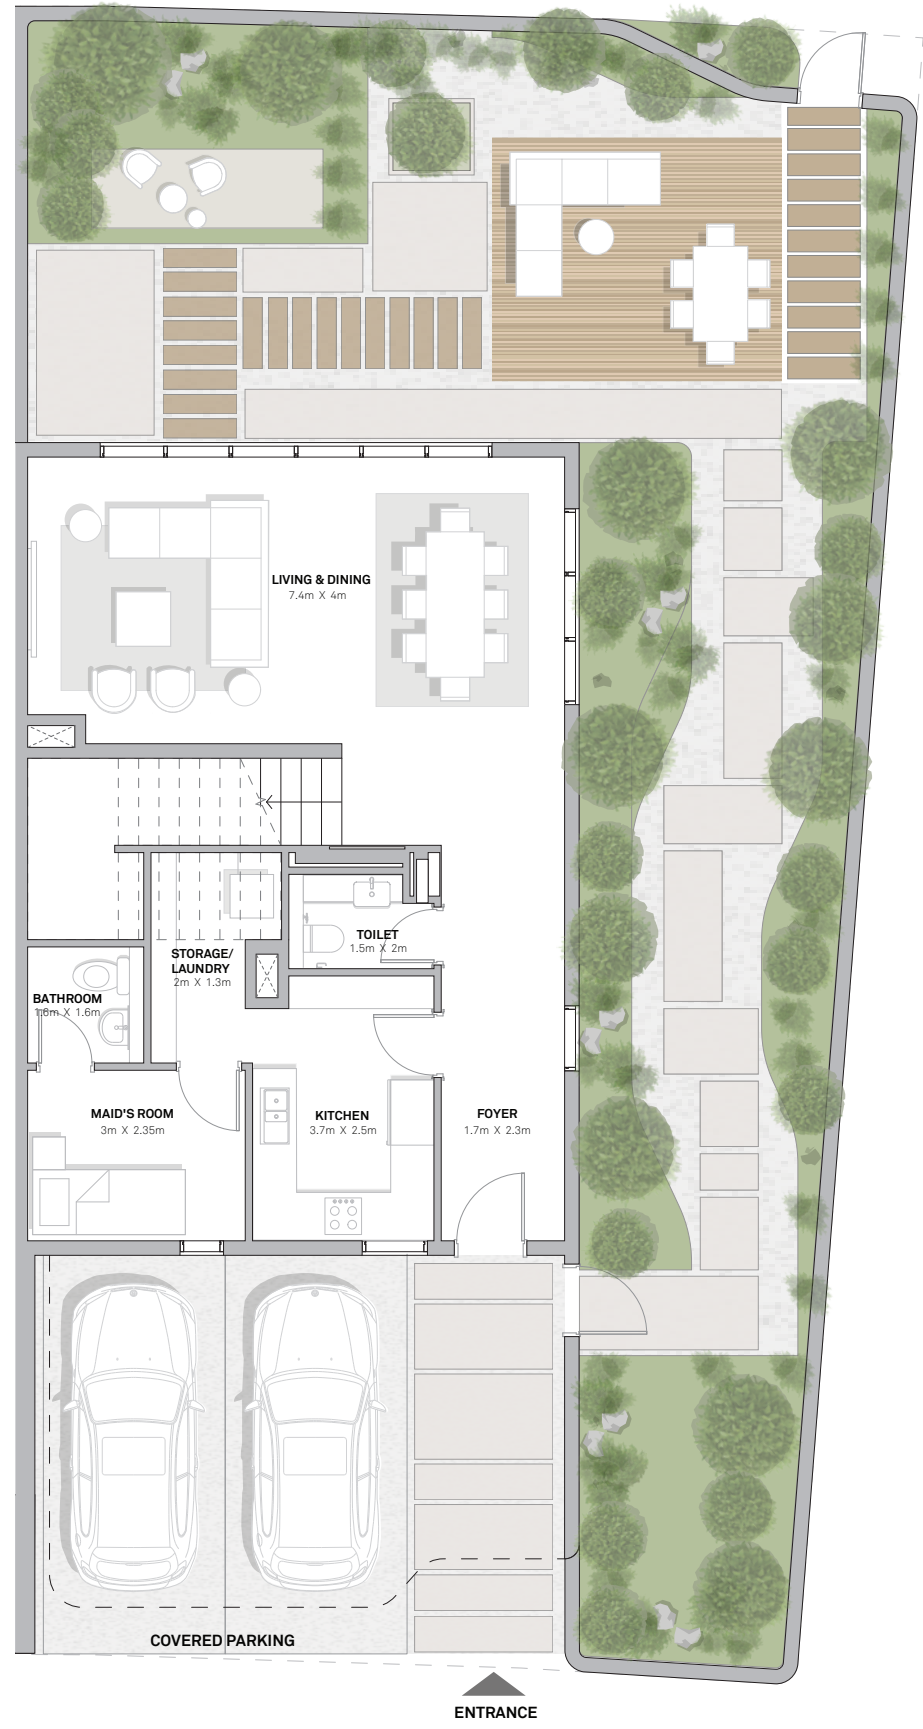 LIVING & DINING
7.4m X 4m
TOILET
1.5m X 2m
STORAGE/
LAUNDRY
2m X 1.3m
BATHROOM
1.6m X 1.6m
MAID'S ROOM
3m X 2.35m
KITCHEN
3.7m X 2.5m
FOYER
1.7m X 2.3m
COVERED PARKING
ENTRANCE